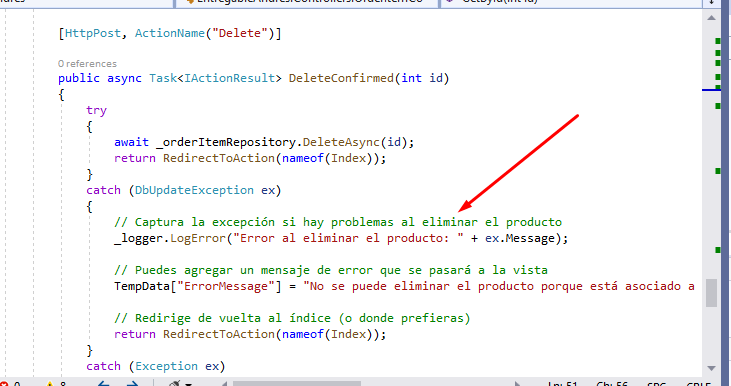 [HttpPost, ActionName("Delete")]
0 references
public async Task<IActionResult> DeleteConfirmed(int id)
{
try
{
await _orderItemRepository.DeleteAsync(id);
return RedirectToAction(nameof(Index));
}
catch (DbUpdateException ex)
{
// Captura la excepción si hay problemas al eliminar el producto
_logger.LogError("Error al eliminar el producto: " + ex.Message);
// Puedes agregar un mensaje de error que se pasará a la vista
TempData["ErrorMessage"] = "No se puede eliminar el producto porque está asociado a
// Redirige de vuelta al índice (o donde prefieras)
return RedirectToAction(nameof(Index));
}
catch (Exception ex)